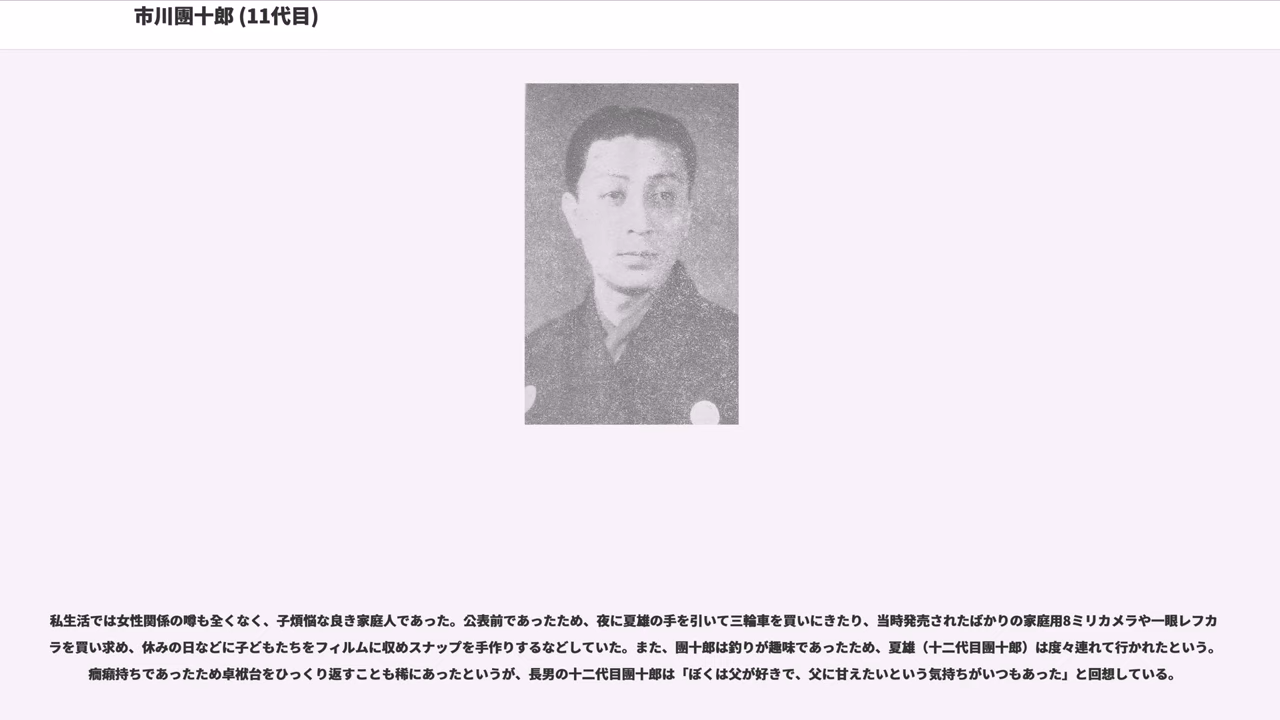 市川團十郎 (11代目)
私生活では女性関係の噂も全くなく、子煩悩な良き家庭人であった。公表前であったため、夜に夏雄の手を引いて三輪車を買いにきたり、当時発売されたばかりの家庭用8ミリカメラや一眼レフカ
ラを買い求め、休みの日などに子どもたちをフィルムに収めスナップを手作りするなどしていた。また、團十郎は釣りが趣味であったため、夏雄（十二代目團十郎）は度々連れて行かれたという。
癇癪持ちであったため卓袱台をひっくり返すことも稀にあったというが、長男の十二代目團十郎は「ぼくは父が好きで、父に甘えたいという気持ちがいつもあった」と回想している。